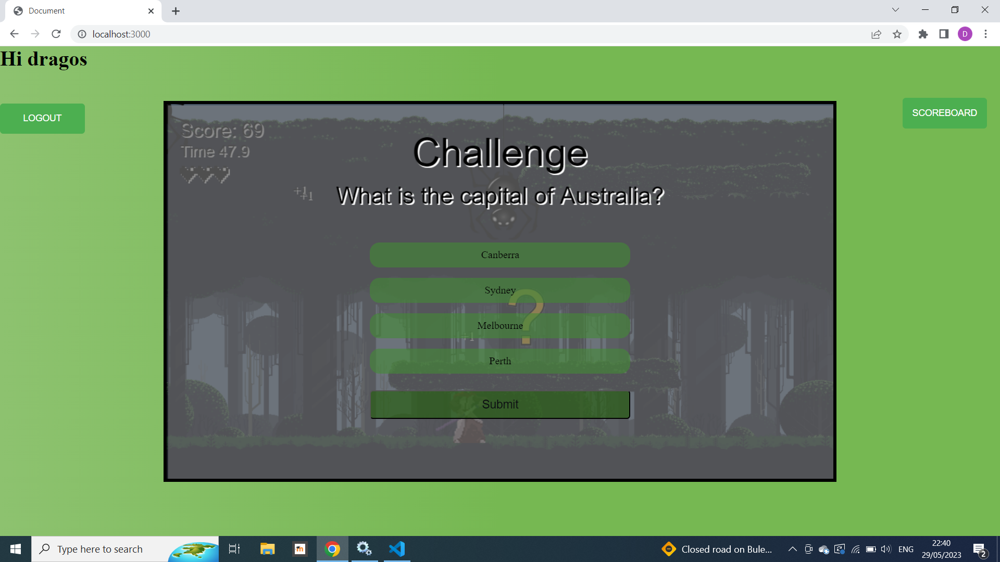 Document
localhost:3000
D
Hi dragos
LOGOUT
SCOREBOARD
Score: 69
Time 47.9
Challenge
+1
+1
What is the capital of Australia?
Canberra
Sydney
?
Melbourne
+1
Perth
Submit
Type here to search
m
Closed road on Bule...
ENG
22:40
29/05/2023
2